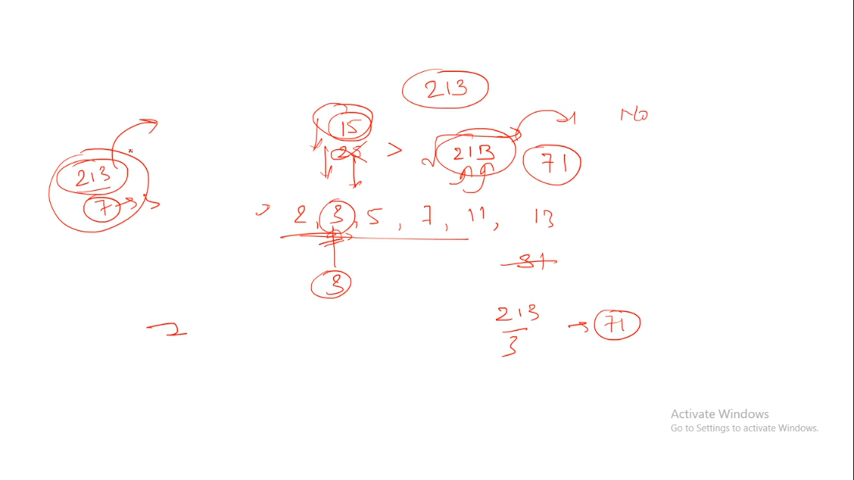 213
No
15
> √213
71
213
7
2, 3, 5, 7, 11, 13
3
213
3
71
Activate Windows
Go to Settings to activate Windows.